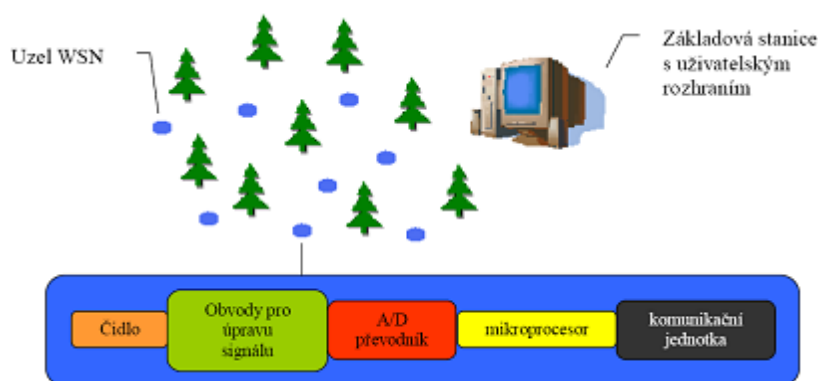 Uzel WSN
Základová stanice
s uživatelským
rozhraním
Čidlo
Obvody pro
úpravu
signálu
A/D
převodník
mikroprocesor
komunikační
jednotka